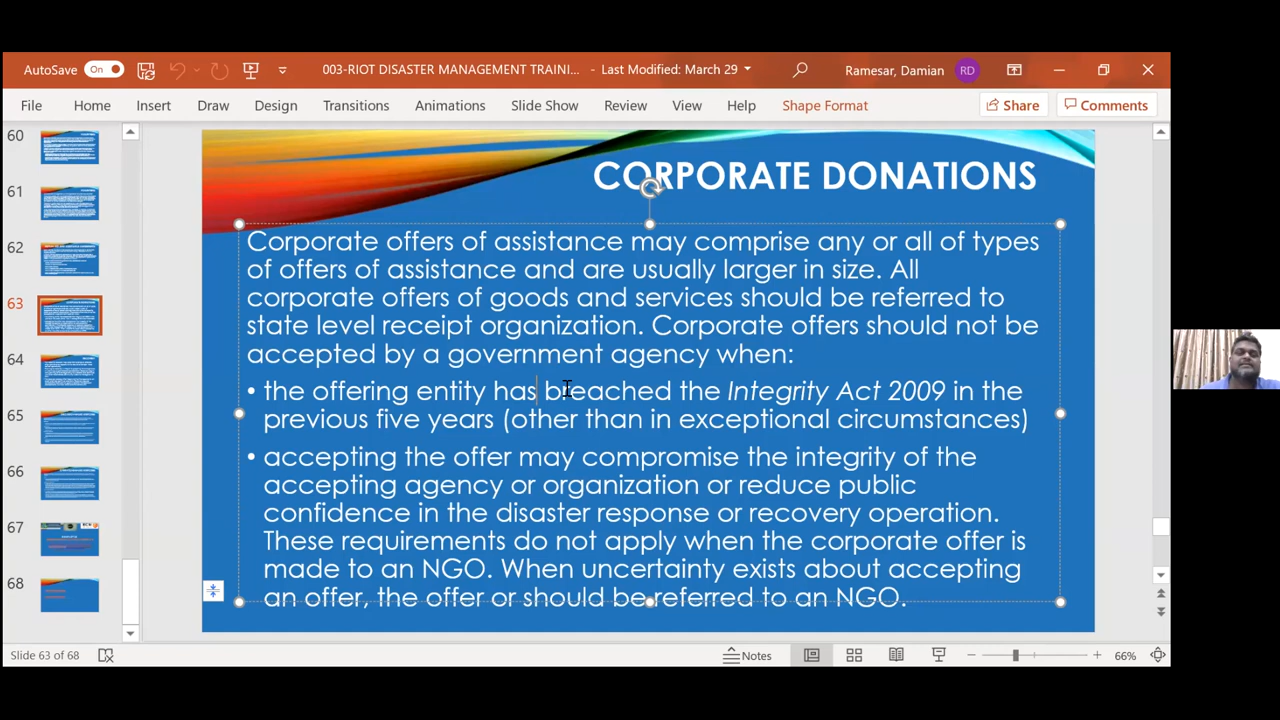 AutoSave On 003-RIOT DISASTER MANAGEMENT TRAINI... - Last Modified: March 29 Ramesar, Damian RD
File Home Insert Draw Design Transitions Animations Slide Show Review View Help Shape Format Share Comments
60
61
62
63
64
65
66
67
68
CORPORATE DONATIONS
Corporate offers of assistance may comprise any or all of types
of offers of assistance and are usually larger in size. All
corporate offers of goods and services should be referred to
state level receipt organization. Corporate offers should not be
accepted by a government agency when:
• the offering entity has breached the Integrity Act 2009 in the
previous five years (other than in exceptional circumstances)
• accepting the offer may compromise the integrity of the
accepting agency or organization or reduce public
confidence in the disaster response or recovery operation.
These requirements do not apply when the corporate offer is
made to an NGO. When uncertainty exists about accepting
an offer, the offer or should be referred to an NGO.
Slide 63 of 68 Notes 66%